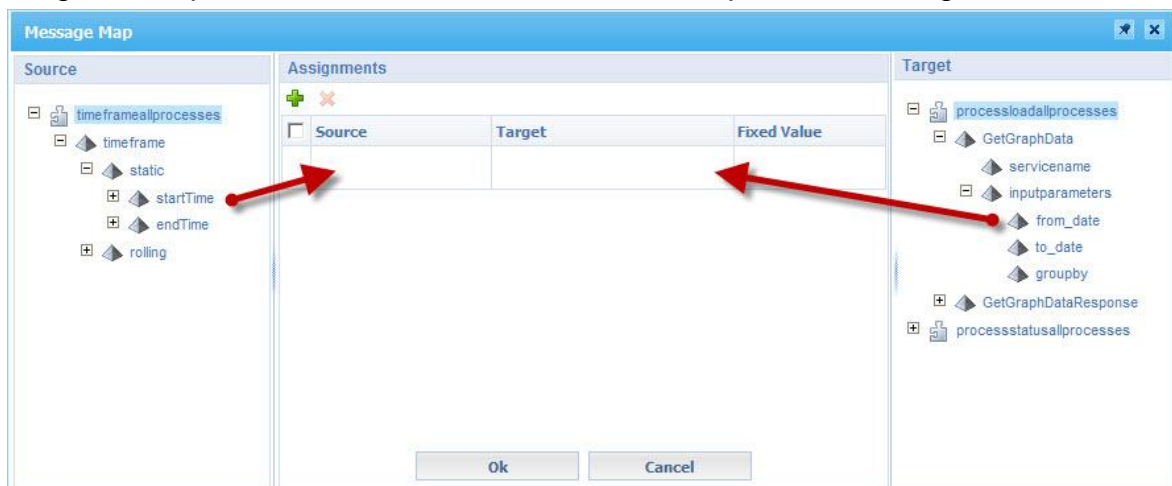 Message Map
Source
timeframeallprocesses
timeframe
static
startTime
endTime
rolling
Assignments
Source Target Fixed Value
Ok Cancel
Target
processloadallprocesses
GetGraphData
servicename
inputparameters
from_date
to_date
groupby
GetGraphDataResponse
processstatusallprocesses